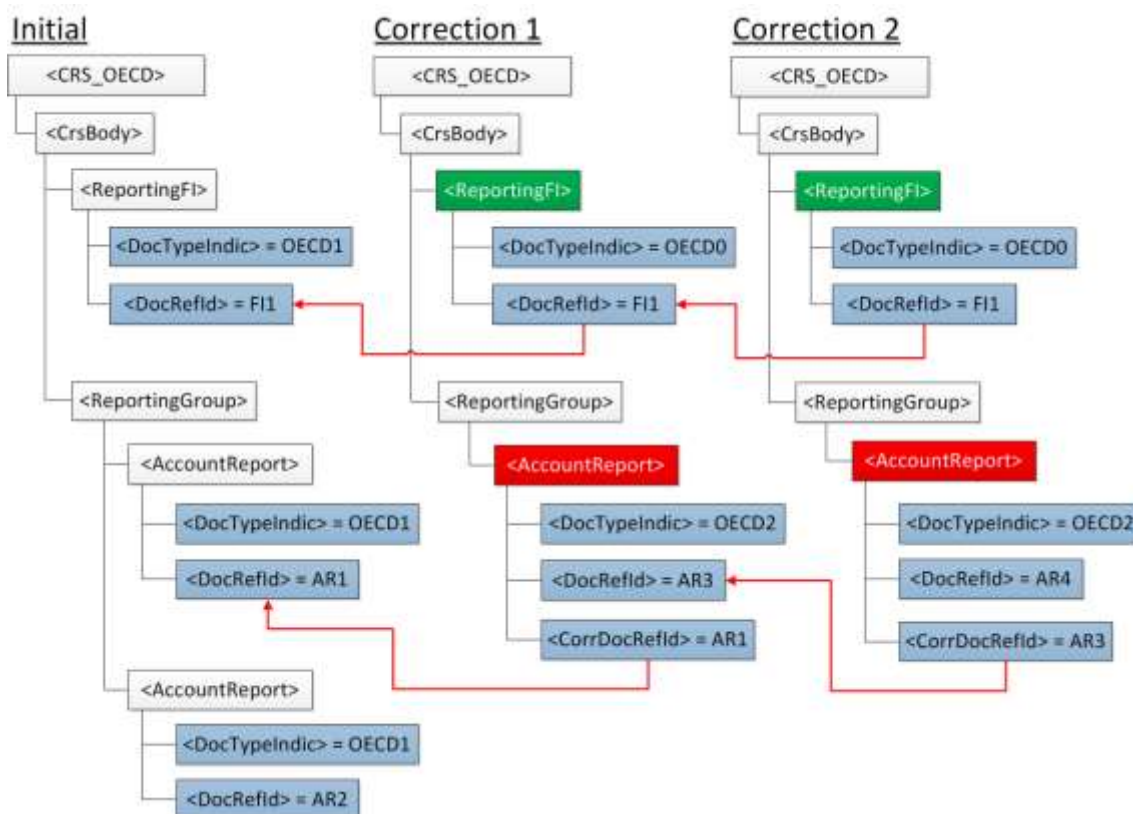 Initial
<CRS_OECD>
<CrsBody>
<ReportingFI>
<DocTypeIndic> = OECD1
<DocRefId> = FI1
<ReportingGroup>
<AccountReport>
<DocTypeIndic> = OECD1
<DocRefId> = AR1
<AccountReport>
<DocTypeIndic> = OECD1
<DocRefId> = AR2
Correction 1
<CRS_OECD>
<CrsBody>
<ReportingFI>
<DocTypeIndic> = OECD0
<DocRefId> = FI1
<ReportingGroup>
<AccountReport>
<DocTypeIndic> = OECD2
<DocRefId> = AR3
<CorrDocRefId> = AR1
Correction 2
<CRS_OECD>
<CrsBody>
<ReportingFI>
<DocTypeIndic> = OECD0
<DocRefId> = FI1
<ReportingGroup>
<AccountReport>
<DocTypeIndic> = OECD2
<DocRefId> = AR4
<CorrDocRefId> = AR3